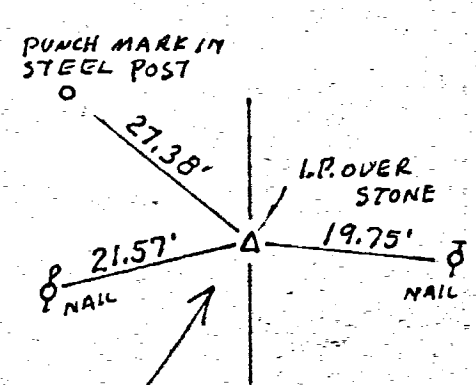 PUNCH MARK IN
STEEL POST
27.38'
I.P. OVER
STONE
21.57'
19.75'
NAIL
NAIL